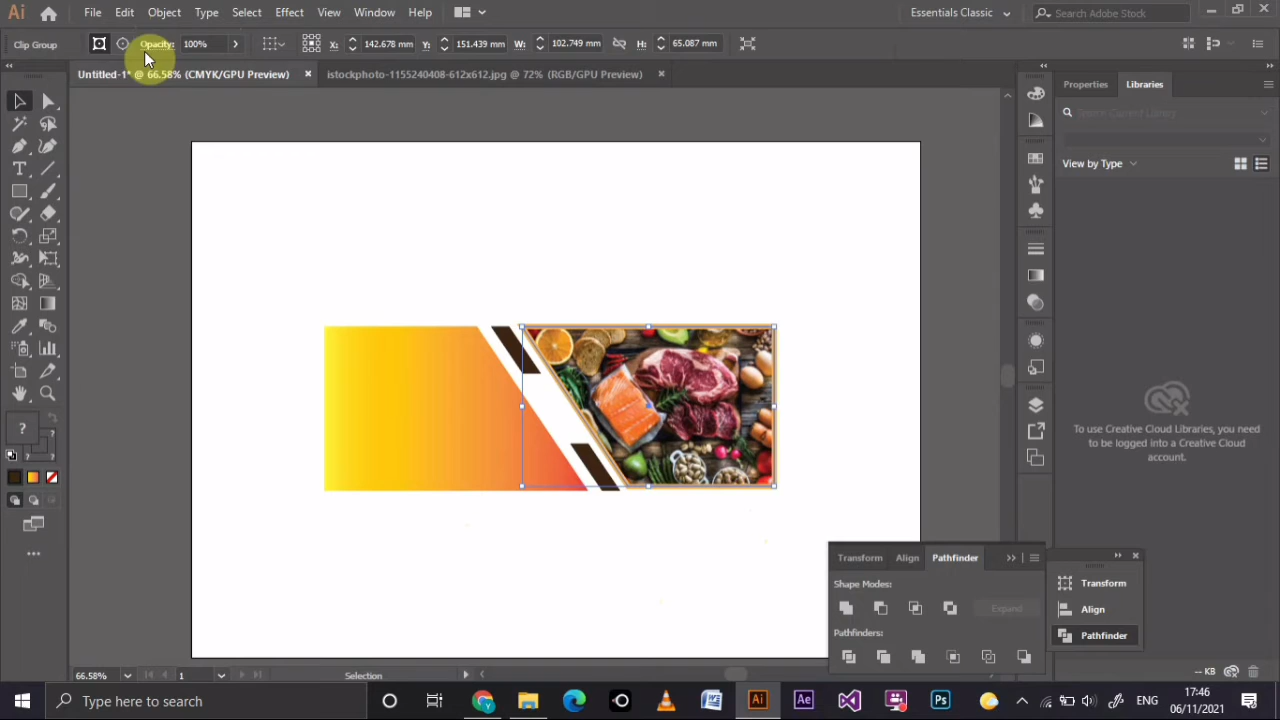 Ai File Edit Object Type Select Effect View Window Help Essentials Classic Search Adobe Stock
Clip Group Opacity: 100% X: 142.678 mm Y: 151.439 mm W: 102.749 mm H: 65.087 mm
Untitled-1* @ 66.58% (CMYK/GPU Preview) × istockphoto-1155240408-612x612.jpg @ 72% (RGB/GPU Preview) ×
Properties Libraries
Search Current Library
View by Type
To use Creative Cloud Libraries, you need
to be logged into a Creative Cloud
account.
Transform Align Pathfinder
Shape Modes:
Expand
Pathfinders:
Transform
Align
Pathfinder
? ?
66.58% 1 Selection -- KB
Type here to search W Ai Ae Ps ENG 17:46
06/11/2021